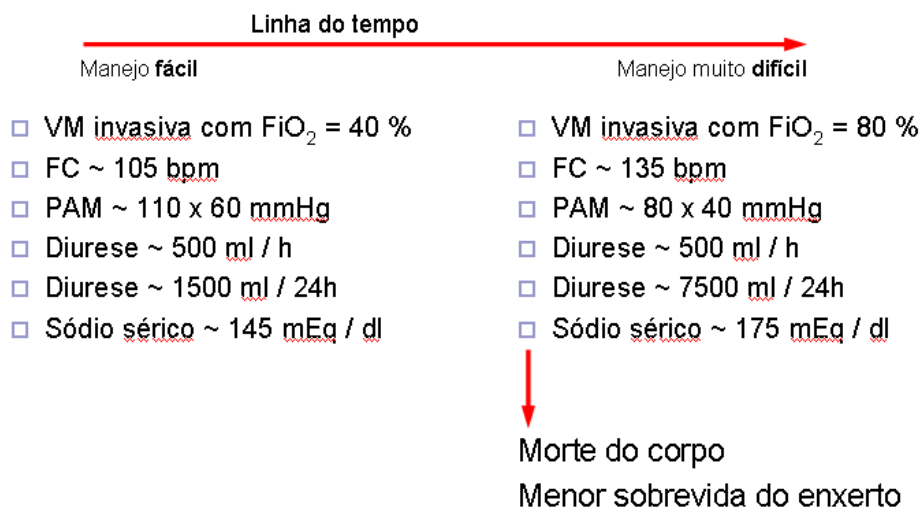 Linha do tempo
Manejo fácil
Manejo muito difícil
VM invasiva com FiO2 = 40 %
FC ~ 105 bpm
PAM ~ 110 x 60 mmHg
Diurese ~ 500 ml / h
Diurese ~ 1500 ml / 24h
Sódio sérico ~ 145 mEq / dl
VM invasiva com FiO2 = 80 %
FC ~ 135 bpm
PAM ~ 80 x 40 mmHg
Diurese ~ 500 ml / h
Diurese ~ 7500 ml / 24h
Sódio sérico ~ 175 mEq / dl
Morte do corpo
Menor sobrevida do enxerto